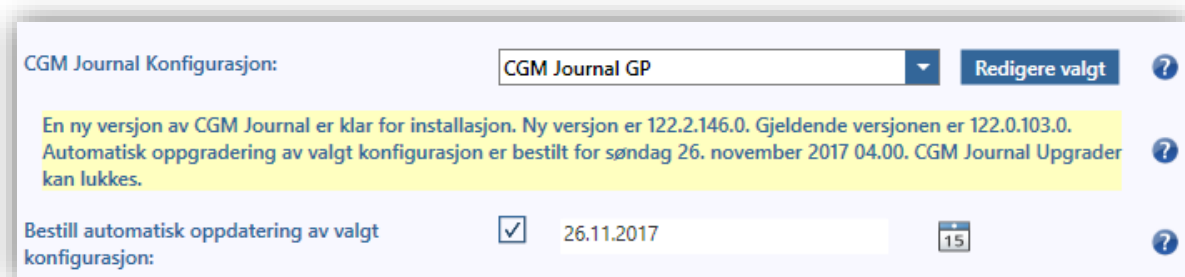 CGM Journal Konfigurasjon:
CGM Journal GP
Redigere valgt
?
En ny versjon av CGM Journal er klar for installasjon. Ny versjon er 122.2.146.0. Gjeldende versjonen er 122.0.103.0.
Automatisk oppgradering av valgt konfigurasjon er bestilt for søndag 26. november 2017 04.00. CGM Journal Upgrader
kan lukkes.
?
Bestill automatisk oppdatering av valgt
konfigurasjon:
26.11.2017
15
?